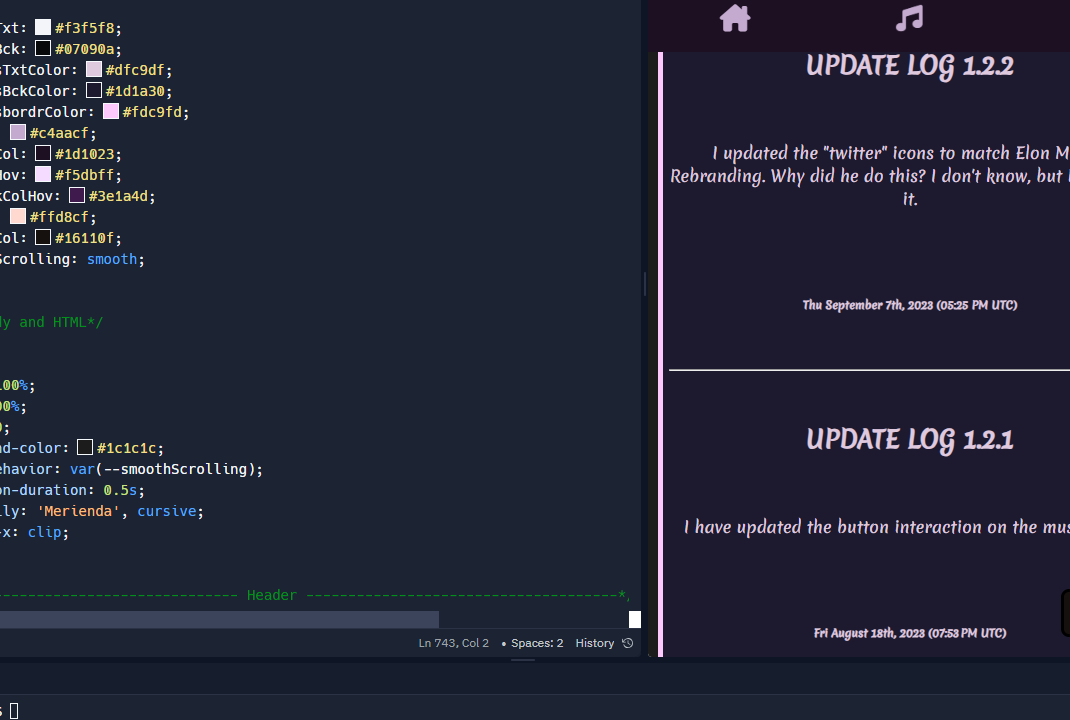 Txt: #f3f5f8;
Bck: #07090a;
sTxtColor: #dfc9df;
sBckColor: #1d1a30;
sbordrColor: #fdc9fd;
#c4aacf;
Col: #1d1023;
Hov: #f5dbff;
kColHov: #3e1a4d;
#ffd8cf;
Col: #16110f;
Scrolling: smooth;
dy and HTML*/
100%;
00%;
0;
nd-color: #1c1c1c;
ehavior: var(--smoothScrolling);
on-duration: 0.5s;
ily: 'Merienda', cursive;
-x: clip;
---------------------------- Header -------------------------------------*/
Ln 743, Col 2 • Spaces: 2 History
UPDATE LOG 1.2.2
I updated the "twitter" icons to match Elon M
Rebranding. Why did he do this? I don't know, but
it.
Thu September 7th, 2023 (05:25 PM UTC)
UPDATE LOG 1.2.1
I have updated the button interaction on the mus
Fri August 18th, 2023 (07:53 PM UTC)